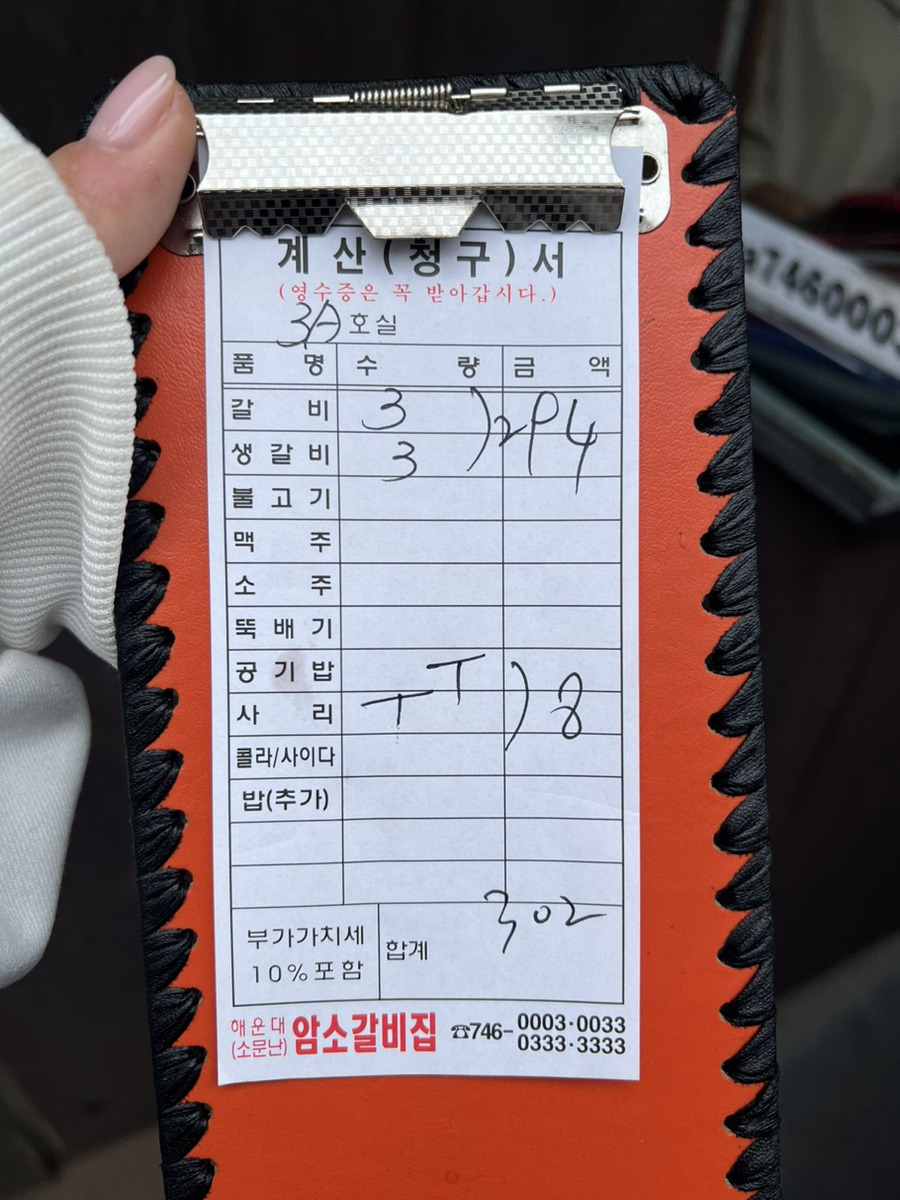 계산(청구)서
(영수증은 꼭 받아갑시다.)
3A 호실
품명 수량 금액
갈비 3 ) 294
생갈비 3
불고기
맥주
소주
뚝배기
공기밥 T
사리 T ) 8
콜라/사이다
밥(추가)
302
부가가치세
10%포함
합계
해운대
(소문난)
암소갈비집
☎746-
0003·0033
0333·3333
746000